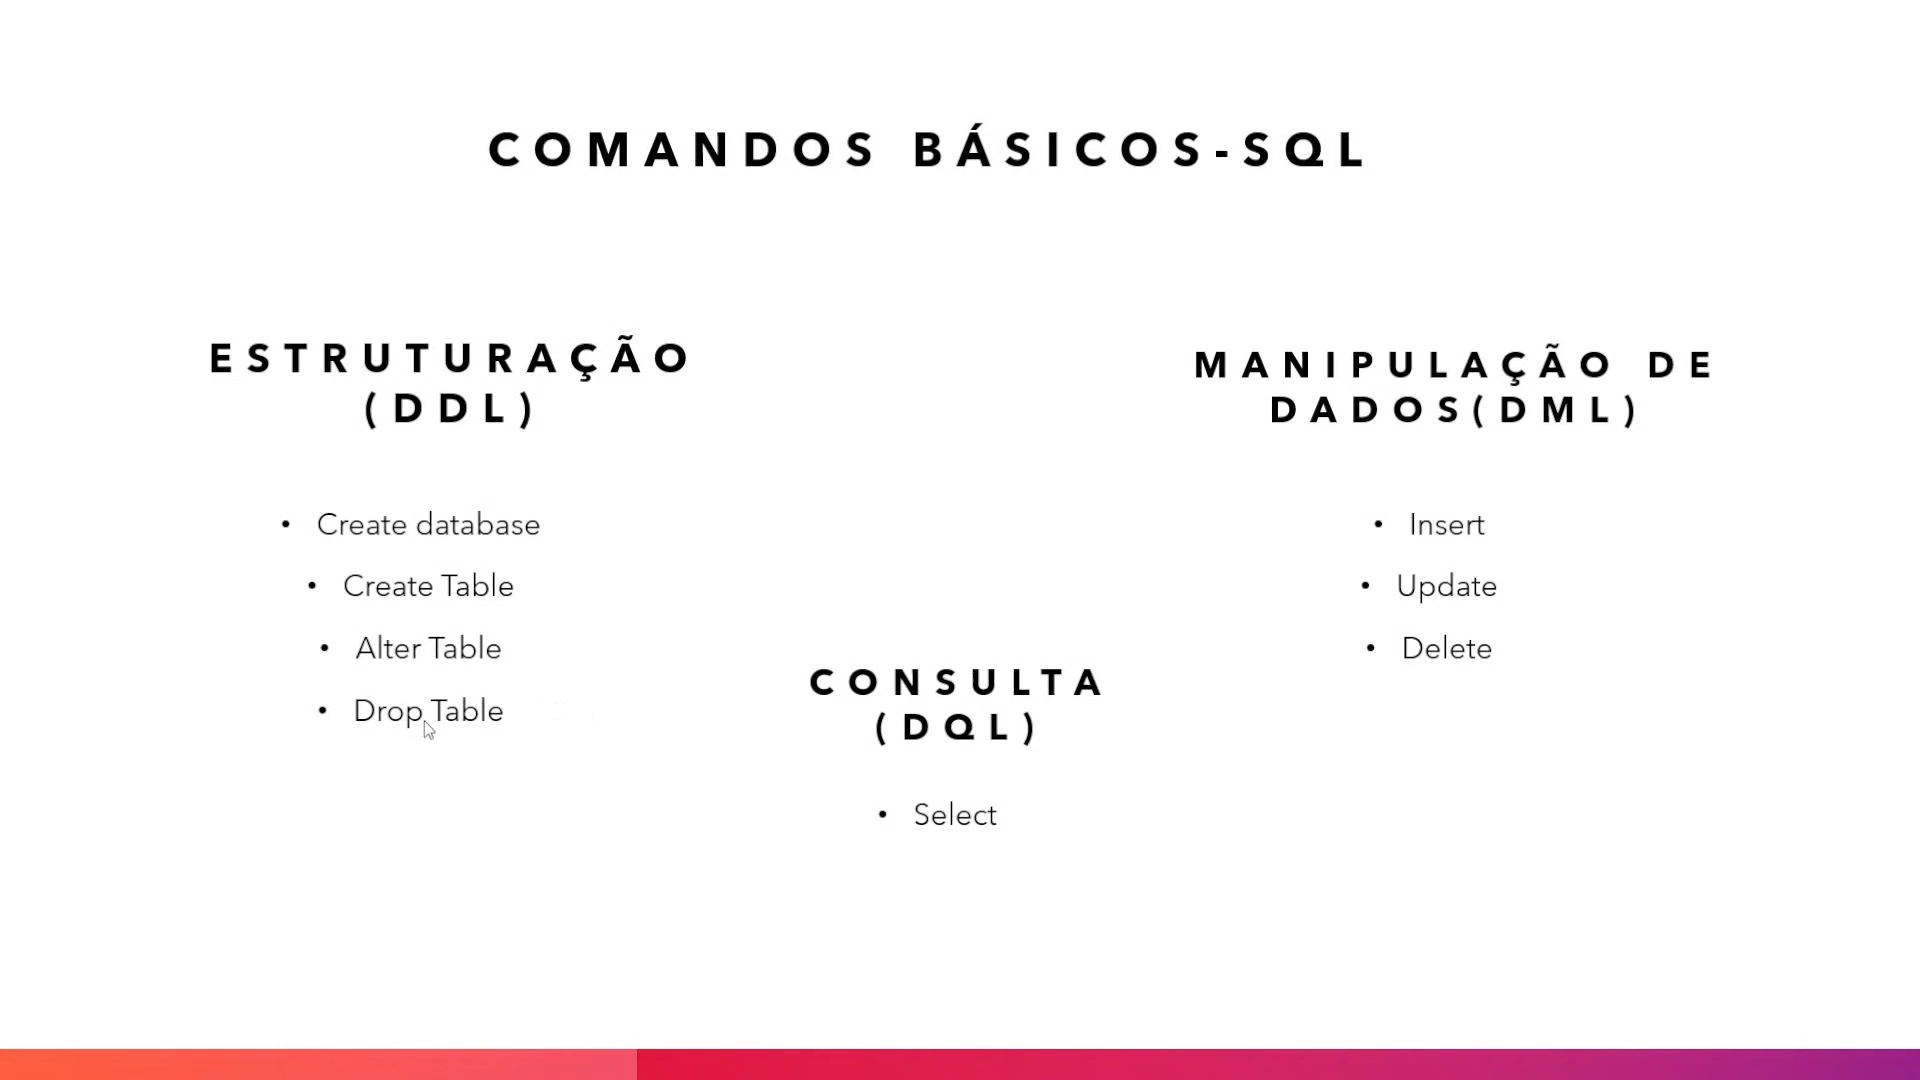 COMANDOS BÁSICOS-SQL
ESTRUTURAÇÃO
(DDL)
• Create database
• Create Table
• Alter Table
• Drop Table
MANIPULAÇÃO DE
DADOS(DML)
• Insert
• Update
• Delete
CONSULTA
(DQL)
• Select